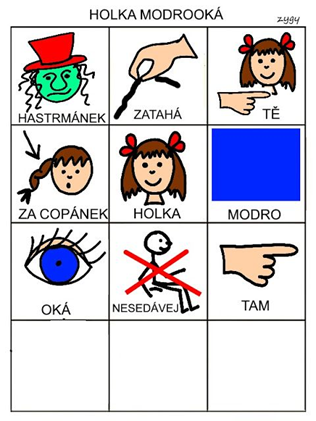 HOLKA MODROOKÁ
zygy
HASTRMÁNEK
ZATAHÁ
TĚ
ZA COPÁNEK
HOLKA
MODRO
OKÁ
NESEDÁVEJ
TAM